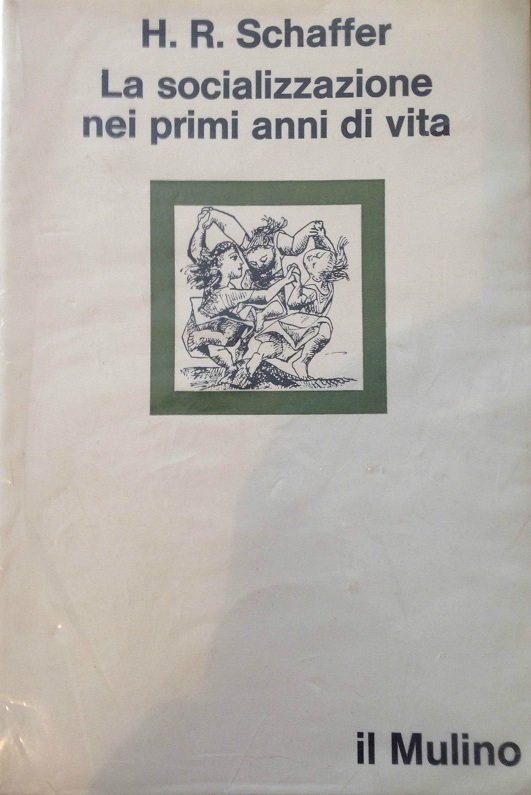 H. R. Schaffer
La socializzazione
nei primi anni di vita
il Mulino